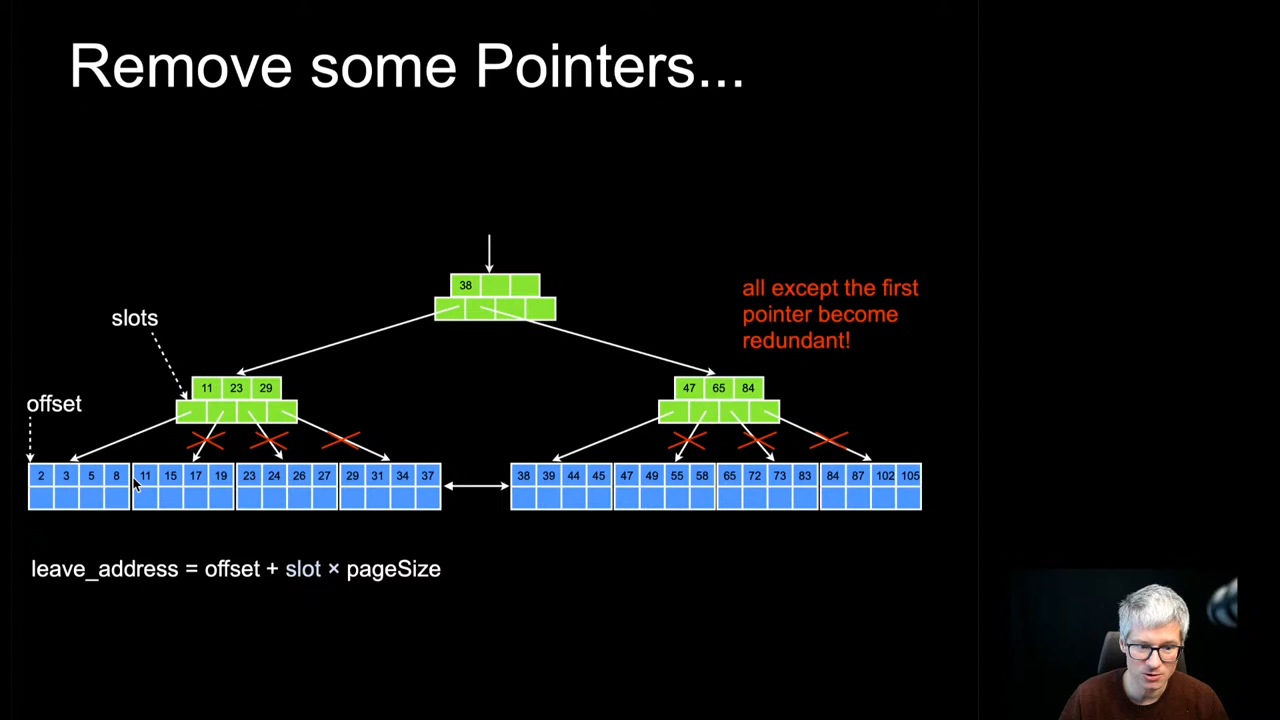 Remove some Pointers...
38
all except the first
pointer become
redundant!
slots
11 23 29
47 65 84
offset
2 3 5 8 11 15 17 19 23 24 26 27 29 31 34 37
38 39 44 45 47 49 55 58 65 72 73 83 84 87 102 105
leave_address = offset + slot × pageSize